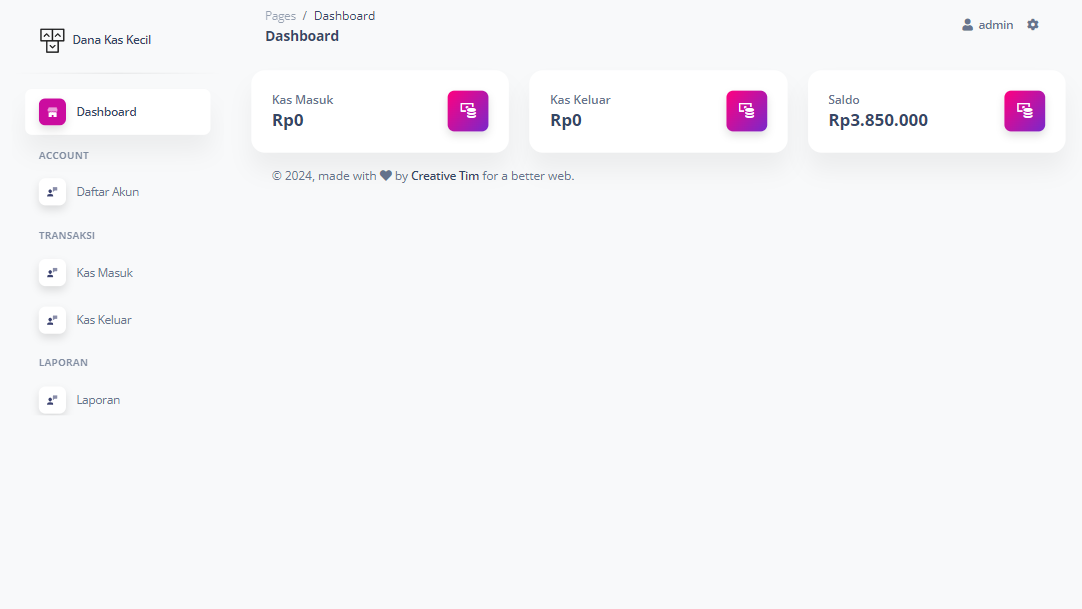 Dana Kas Kecil
Dashboard
ACCOUNT
Daftar Akun
TRANSAKSI
Kas Masuk
Kas Keluar
LAPORAN
Laporan
Pages / Dashboard
Dashboard
admin
Kas Masuk
Rp0
Kas Keluar
Rp0
Saldo
Rp3.850.000
© 2024, made with by Creative Tim for a better web.